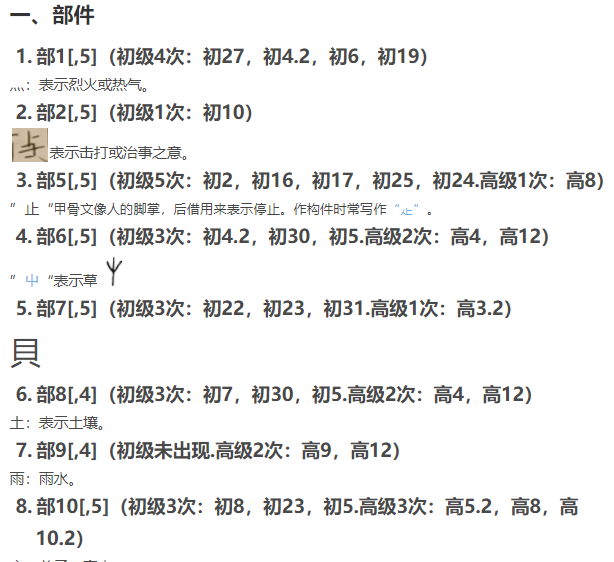 一、部件
1. 部1[,5]（初级4次：初27，初4.2，初6，初19）
灬：表示烈火或热气。
2. 部2[,5]（初级1次：初10）
表示击打或治事之意。
3. 部5[,5]（初级5次：初2，初16，初17，初25，初24.高级1次：高8）
”止“甲骨文像人的脚掌，后借用来表示停止。作构件时常写作“龰”。
4. 部6[,5]（初级3次：初4.2，初30，初5.高级2次：高4，高12）
”屮“表示草
5. 部7[,5]（初级3次：初22，初23，初31.高级1次：高3.2）
貝
6. 部8[,4]（初级3次：初7，初30，初5.高级2次：高4，高12）
土：表示土壤。
7. 部9[,4]（初级未出现.高级2次：高9，高12）
雨：雨水。
8. 部10[,5]（初级3次：初8，初23，初5.高级3次：高5.2，高8，高
10.2）